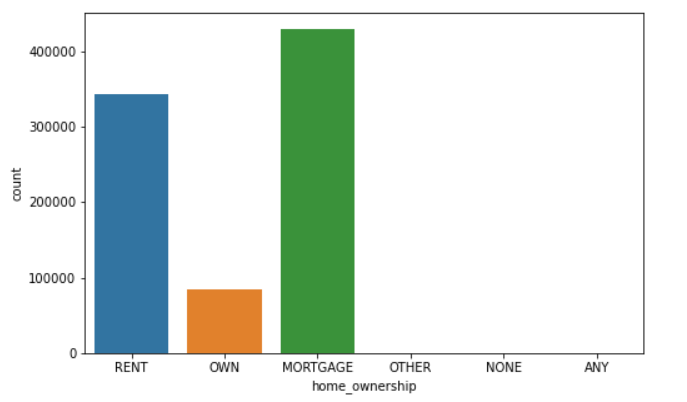 400000
300000
200000
100000
0
count
RENT OWN MORTGAGE OTHER NONE ANY
home_ownership